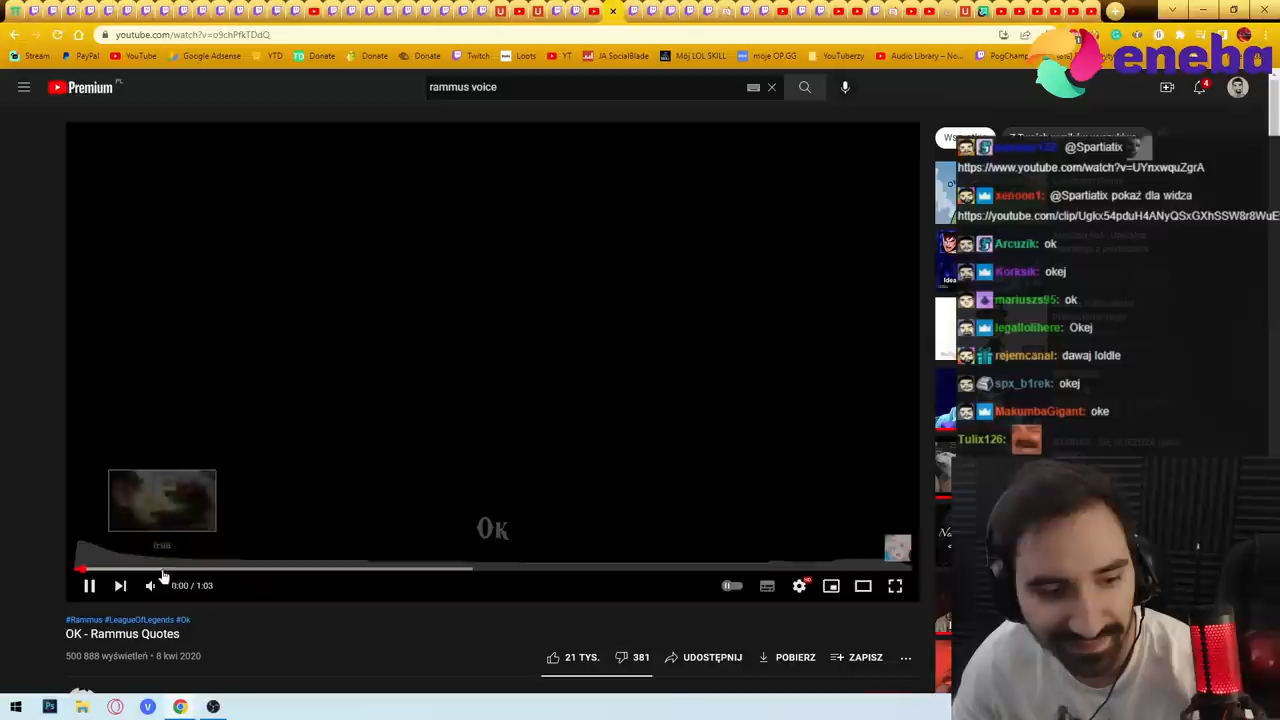 youtube.com/watch?v=o9chPfkTDdQ
Stream
PayPal
YouTube
Google Adsense
YTD
Donate
Donate
Donate
Twitch
Loots
YT
JA SocialBlade
Mój LOL SKILL
moje OP.GG
YouTuberzy
Audio Library – No...
PogChamp
eneba
Premium PL
rammus voice
4
@Spartiatix
https://www.youtube.com/watch?v=UYnxwquZgrA
xenoon1: @Spartiatix pokaż dla widza
https://youtube.com/clip/Ugkx54pduH4ANyQSxGXhSSW8r8WuE
Arcuzik: ok
Korksik: okej
mariuszs95: ok
legallolihere: Okej
rejemcanal: dawaj loldle
spx_b1rek: okej
MakumbaGigant: oke
Tulix126:
Ok
0:00 / 1:03
#Rammus #LeagueOfLegends #Ok
OK - Rammus Quotes
500 888 wyświetleń • 8 kwi 2020
21 TYS.
381
UDOSTĘPNIJ
POBIERZ
ZAPISZ